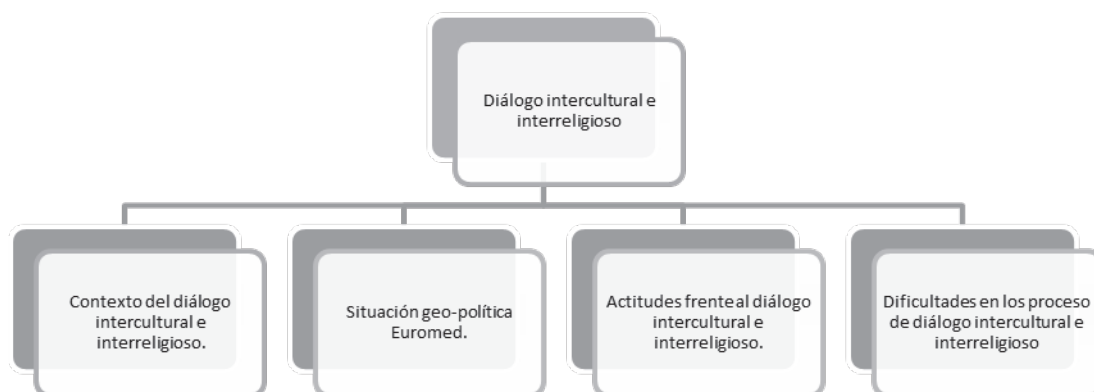 Diálogo intercultural e
interreligioso
Contexto del diálogo
intercultural e
interreligioso.
Situación geo-política
Euromed.
Actitudes frente al diálogo
intercultural e
interreligioso.
Dificultades en los proceso
de diálogo intercultural e
interreligioso